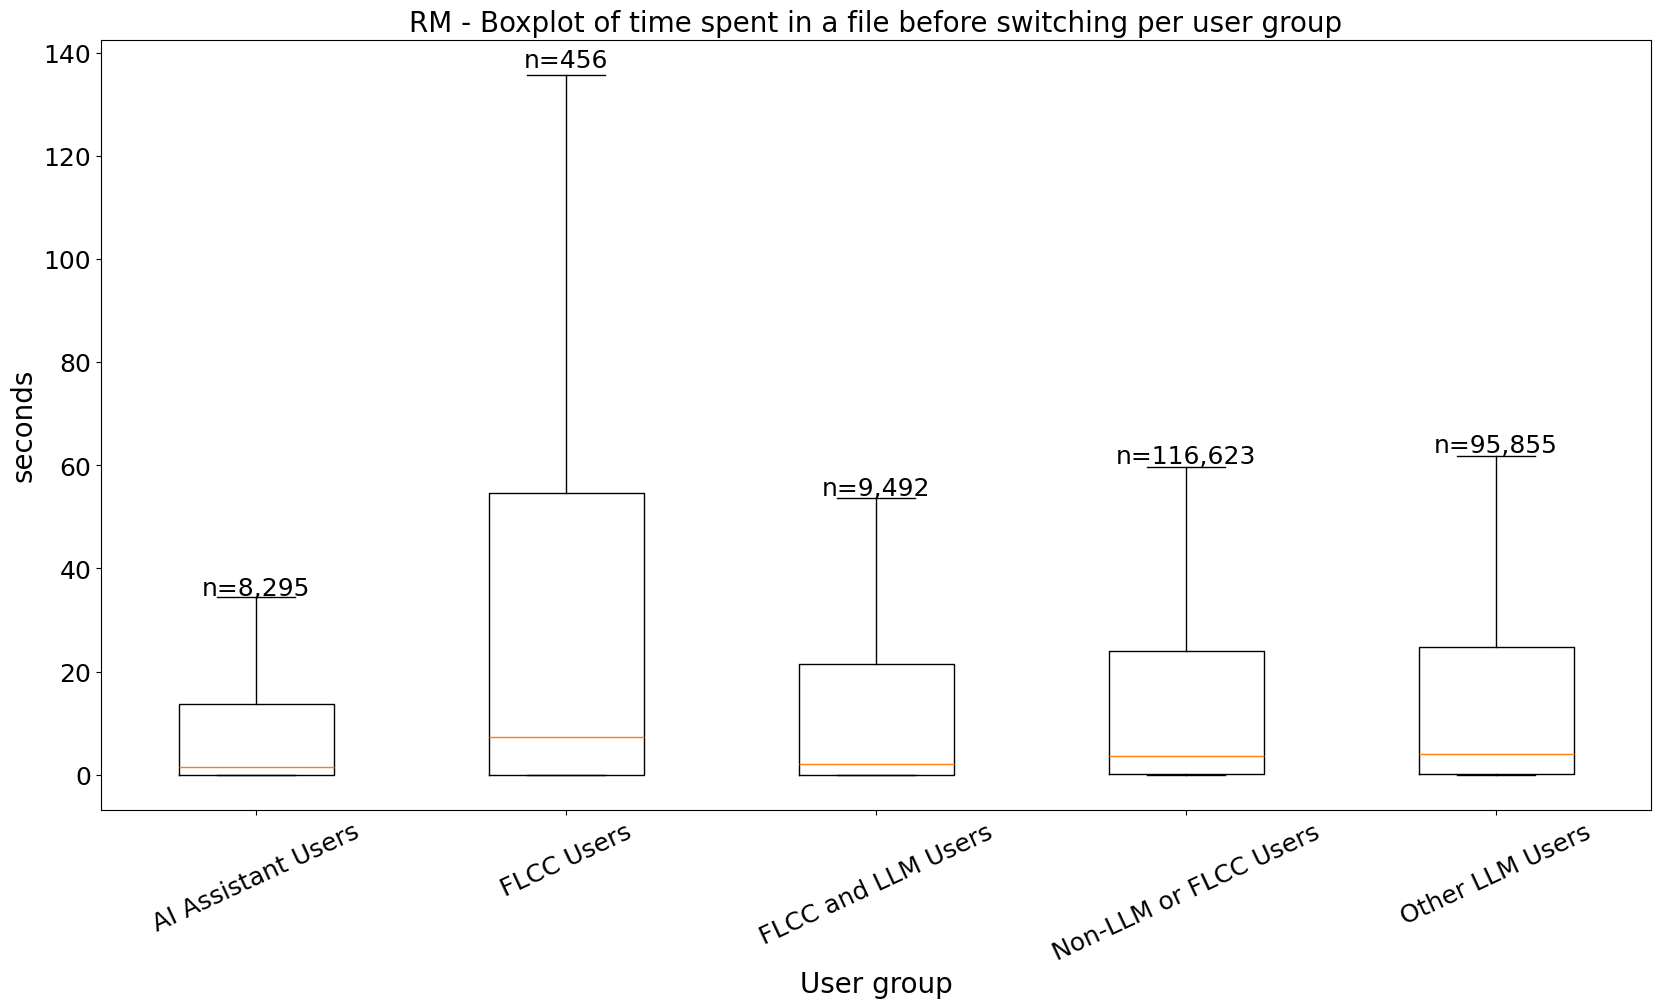 RM - Boxplot of time spent in a file before switching per user group
140
120
100
80
60
40
20
0
seconds
n=8,295
n=456
n=9,492
n=116,623
n=95,855
AI Assistant Users
FLCC Users
FLCC and LLM Users
Non-LLM or FLCC Users
Other LLM Users
User group